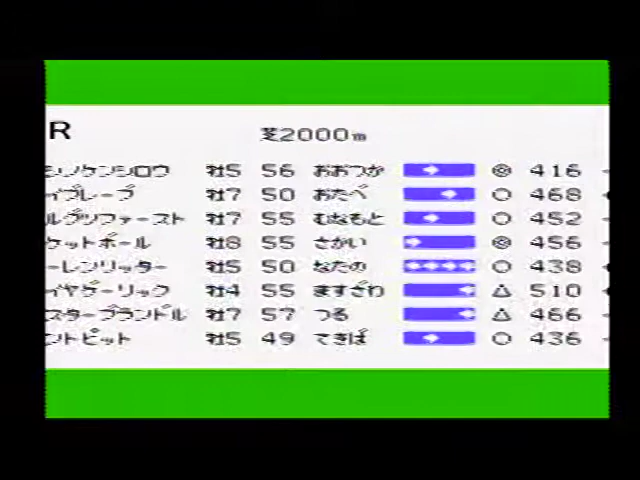 R 芝2000m
シノケンシロウ 牡5 56 おおつか ◎ 416
イブレーブ 牡7 50 おたべ ○ 468
ルグツファースト 牡7 55 むねもと ○ 452
ケットボール 牡8 55 さかい ◎ 456
ーレンリッター 牡5 50 なたの ○ 438
イヤゲーリック 牡4 55 ますざわ △ 510
スターブランドル 牡7 57 つる △ 466
ントピット 牡5 49 てきば ○ 436